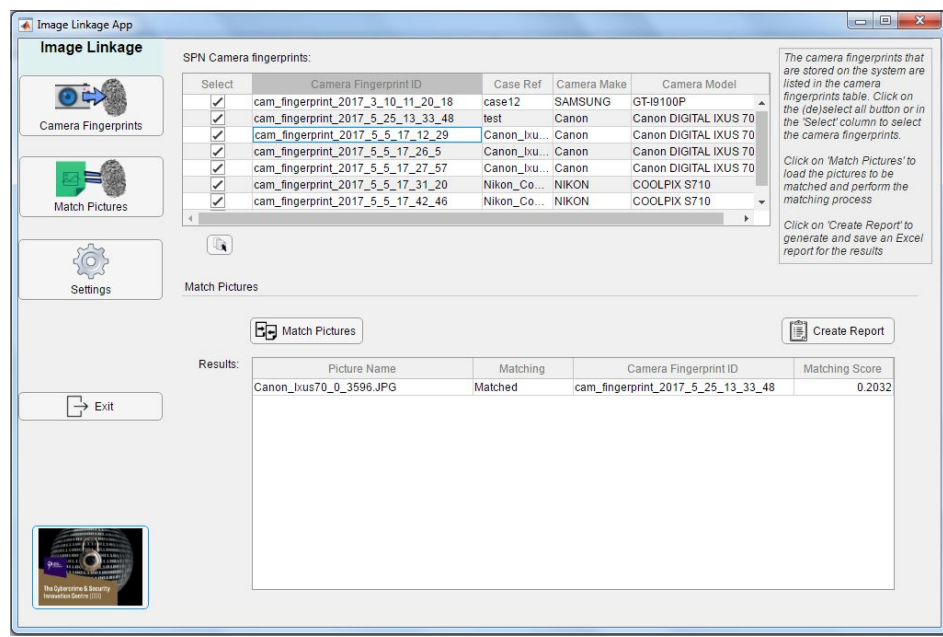 Image Linkage App
Image Linkage
Camera Fingerprints
Match Pictures
Settings
Exit
The Cybercrime & Security
Innovation Centre (CSI)
SPN Camera fingerprints:
Select Camera Fingerprint ID Case Ref Camera Make Camera Model
cam_fingerprint_2017_3_10_11_20_18 case12 SAMSUNG GT-I9100P
cam_fingerprint_2017_5_25_13_33_48 test Canon Canon DIGITAL IXUS 70
cam_fingerprint_2017_5_5_17_12_29 Canon_Ixu... Canon Canon DIGITAL IXUS 70
cam_fingerprint_2017_5_5_17_26_5 Canon_Ixu... Canon Canon DIGITAL IXUS 70
cam_fingerprint_2017_5_5_17_27_57 Canon_Ixu... Canon Canon DIGITAL IXUS 70
cam_fingerprint_2017_5_5_17_31_20 Nikon_Co... NIKON COOLPIX S710
cam_fingerprint_2017_5_5_17_42_46 Nikon_Co... NIKON COOLPIX S710
The camera fingerprints that
are stored on the system are
listed in the camera
fingerprints table. Click on
the (de)select all button or in
the 'Select' column to select
the camera fingerprints.
Click on 'Match Pictures' to
load the pictures to be
matched and perform the
matching process
Click on 'Create Report' to
generate and save an Excel
report for the results
Match Pictures
Match Pictures
Create Report
Results:
Picture Name Matching Camera Fingerprint ID Matching Score
Canon_Ixus70_0_3596.JPG Matched cam_fingerprint_2017_5_25_13_33_48 0.2032